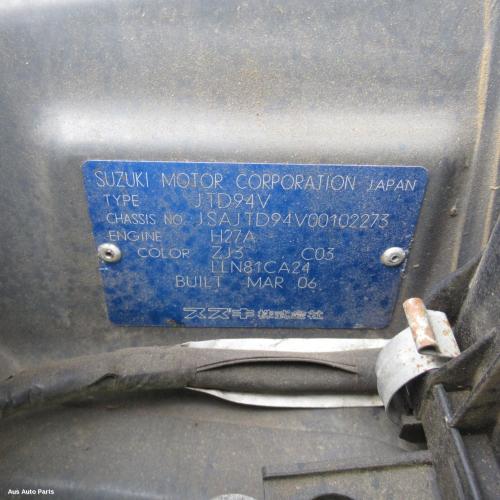 SUZUKI MOTOR CORPORATION JAPAN
TYPE JTD94V
CHASSIS NO. JSAJTD94V00102273
ENGINE H27A
COLOR ZJ3 C03
LLN81CA24
BUILT MAR 06
スズキ株式会社
Aus Auto Parts